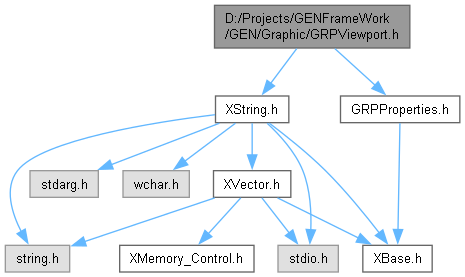 D:/Projects/GENFrameWork
/GEN/Graphic/GRPViewport.h
XString.h
GRPProperties.h
stdarg.h
wchar.h
XVector.h
string.h
XMemory_Control.h
stdio.h
XBase.h